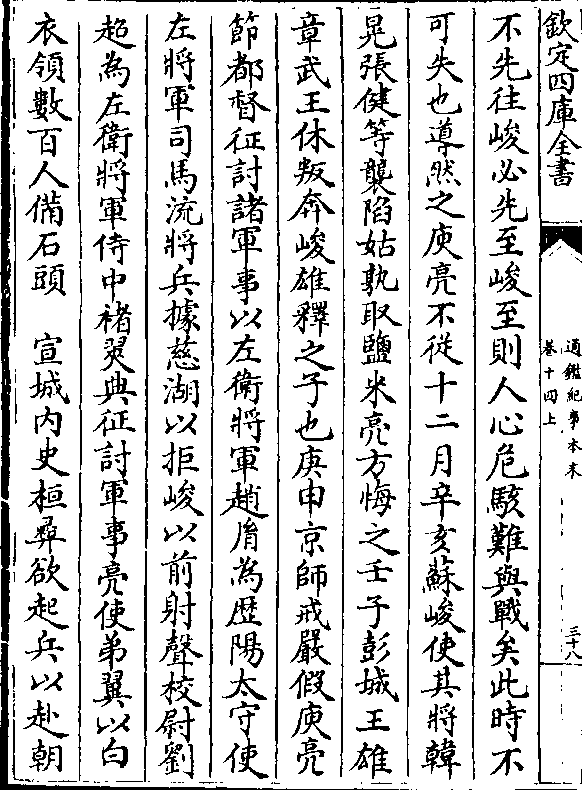 欽定四庫全書
通鑑紀事本末
卷十四上
三十八
不先往峻必先至峻至則人心危駭難與戰矣此時不
可失也導然之庾亮不從十二月辛亥蘇峻使其將韓
晃張健等襲陷姑孰取鹽米亮方悔之壬子彭城王雄
章武王休叛奔峻雄釋之子也庚申京師戒嚴假庾亮
節都督征討諸軍事以左衛將軍趙𦙍為歴陽太守使
左將軍司馬流將兵據慈湖以拒峻以前射聲校尉劉
超為左衛將軍侍中褚翜典征討軍事亮使弟翼以白
衣領數百人備石頭　宣城内史桓彞欲起兵以赴朝